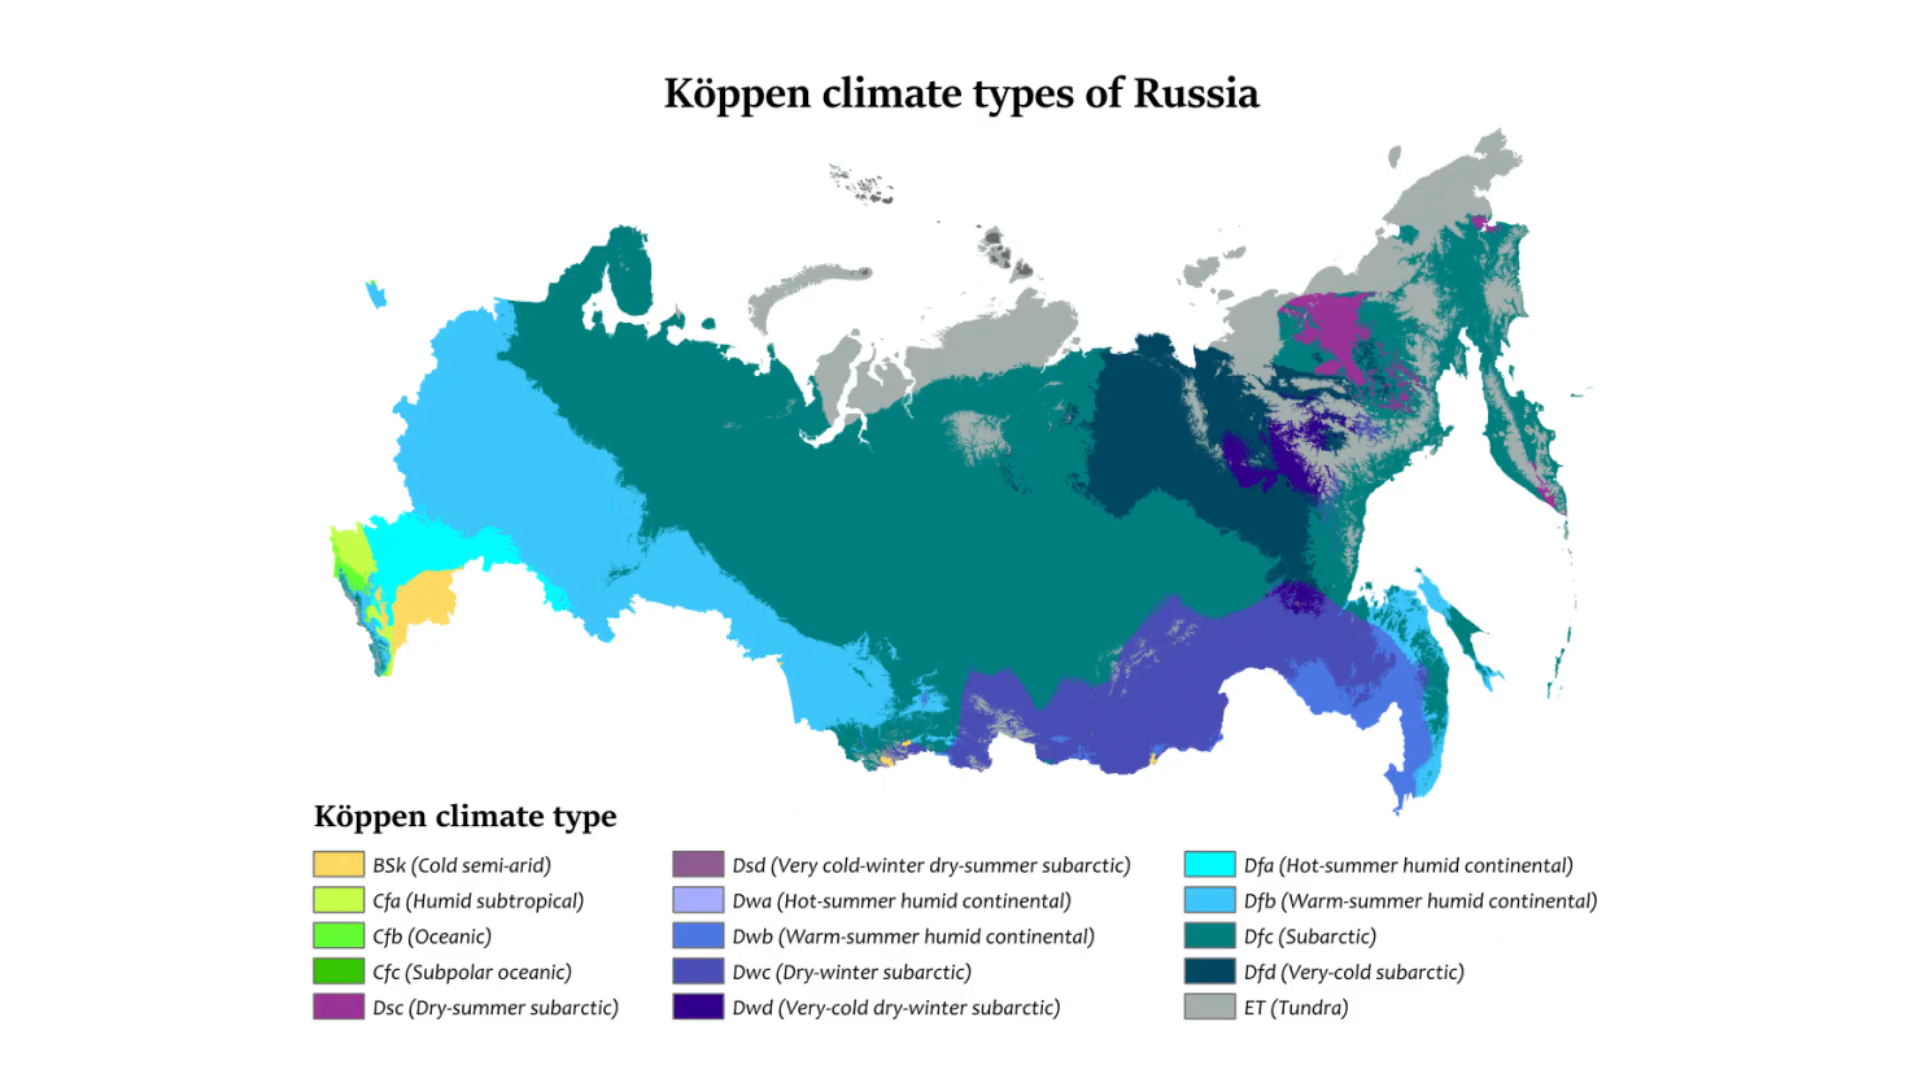 Köppen climate types of Russia
Köppen climate type
BSk (Cold semi-arid)
Cfa (Humid subtropical)
Cfb (Oceanic)
Cfc (Subpolar oceanic)
Dsc (Dry-summer subarctic)
Dsd (Very cold-winter dry-summer subarctic)
Dwa (Hot-summer humid continental)
Dwb (Warm-summer humid continental)
Dwc (Dry-winter subarctic)
Dwd (Very-cold dry-winter subarctic)
Dfa (Hot-summer humid continental)
Dfb (Warm-summer humid continental)
Dfc (Subarctic)
Dfd (Very-cold subarctic)
ET (Tundra)